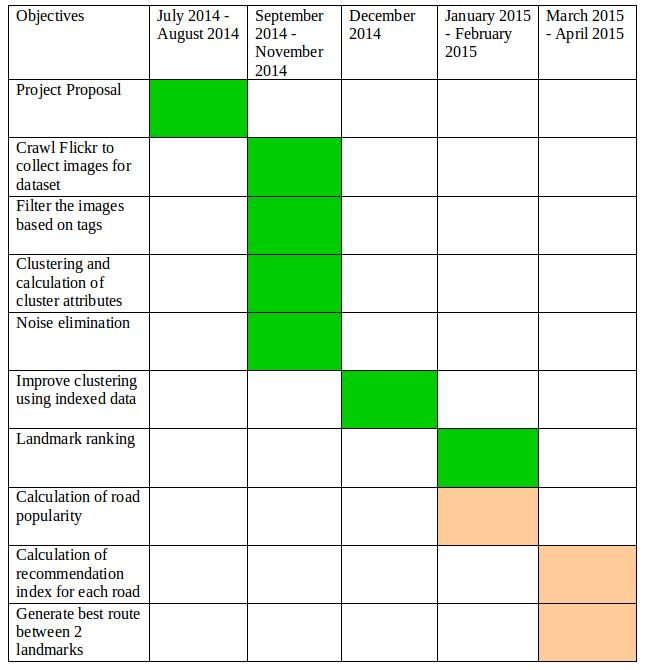 Objectives
July 2014 -
August 2014
September
2014 -
November
2014
December
2014
January 2015
- February
2015
March 2015
- April 2015
Project Proposal
Crawl Flickr to
collect images for
dataset
Filter the images
based on tags
Clustering and
calculation of
cluster attributes
Noise elimination
Improve clustering
using indexed data
Landmark ranking
Calculation of road
popularity
Calculation of
recommendation
index for each road
Generate best route
between 2
landmarks